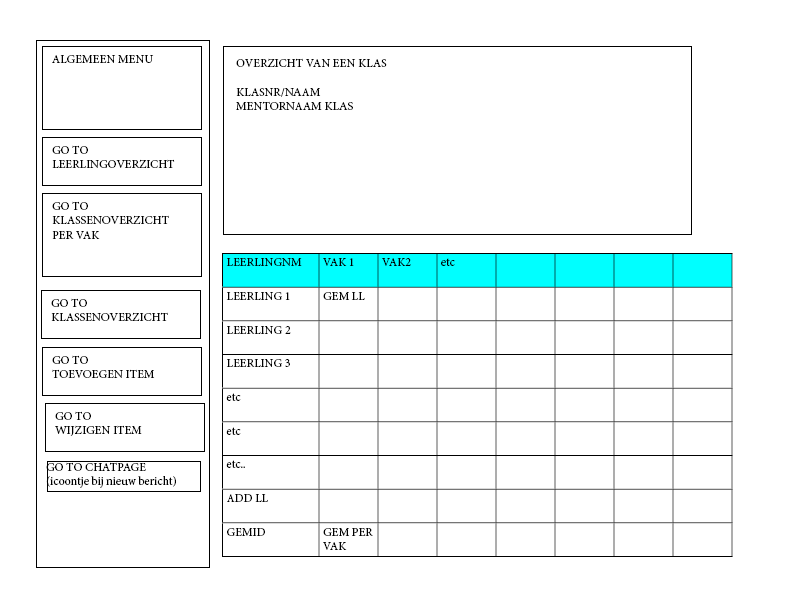 ALGEMEEN MENU
GO TO
LEERLINGOVERZICHT
GO TO
KLASSENOVERZICHT
PER VAK
GO TO
KLASSENOVERZICHT
GO TO
TOEVOEGEN ITEM
GO TO
WIJZIGEN ITEM
GO TO CHATPAGE
(icoontje bij nieuw bericht)
OVERZICHT VAN EEN KLAS
KLASNR/NAAM
MENTORNAAM KLAS
LEERLINGNM VAK 1 VAK2 etc
LEERLING 1 GEM LL
LEERLING 2
LEERLING 3
etc
etc
etc..
ADD LL
GEMID GEM PER
VAK